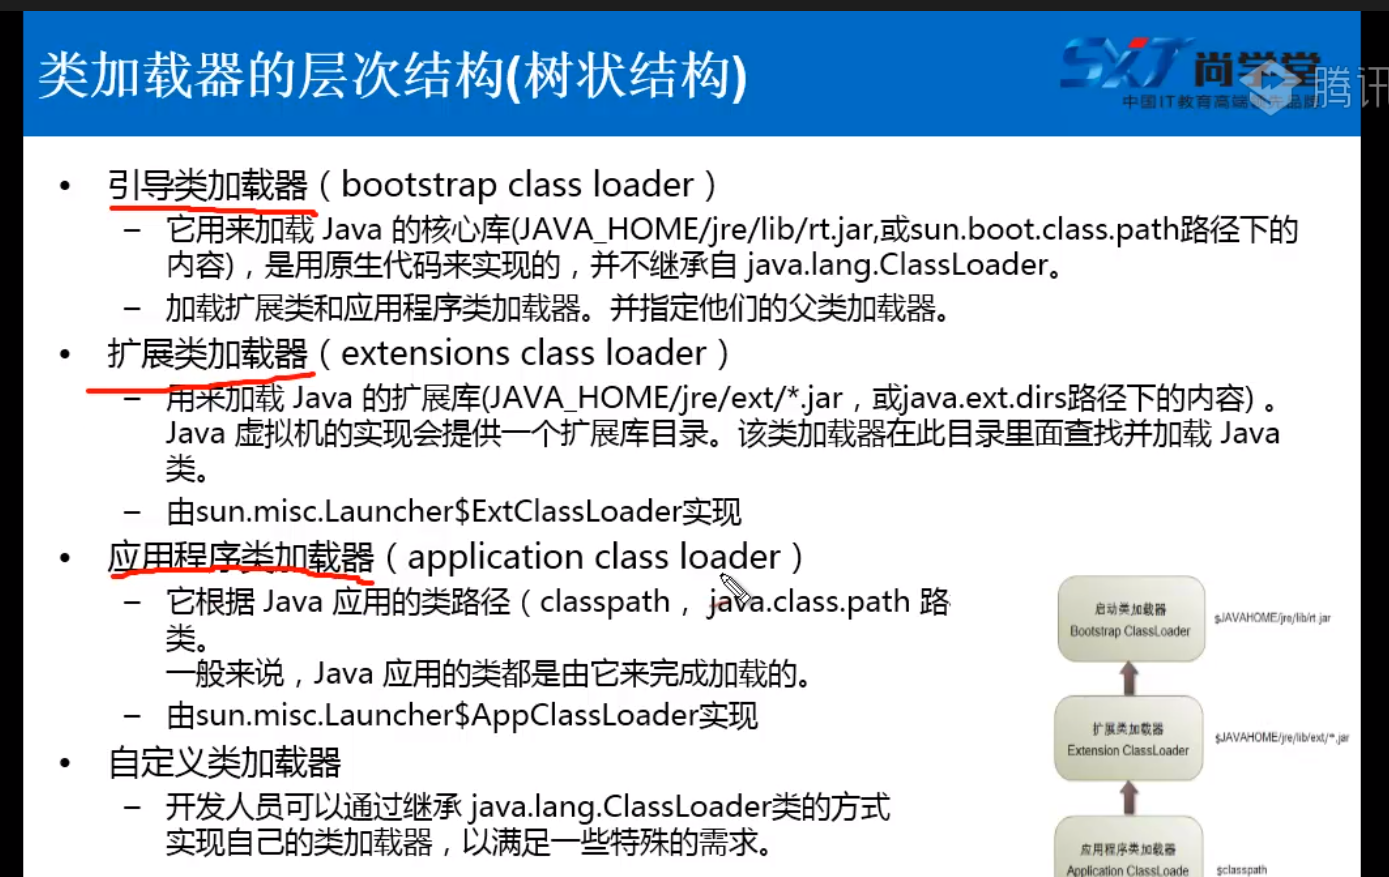 类加载器的层次结构(树状结构)
SXT 尚学堂
中国IT教育高端领先品牌
腾讯
• 引导类加载器（bootstrap class loader）
– 它用来加载 Java 的核心库(JAVA_HOME/jre/lib/rt.jar,或sun.boot.class.path路径下的
内容)，是用原生代码来实现的，并不继承自 java.lang.ClassLoader。
– 加载扩展类和应用程序类加载器。并指定他们的父类加载器。
• 扩展类加载器（extensions class loader）
– 用来加载 Java 的扩展库(JAVA_HOME/jre/ext/*.jar，或java.ext.dirs路径下的内容) 。
Java 虚拟机的实现会提供一个扩展库目录。该类加载器在此目录里面查找并加载 Java
类。
– 由sun.misc.Launcher$ExtClassLoader实现
• 应用程序类加载器（application class loader）
– 它根据 Java 应用的类路径（classpath， java.class.path 路
类。
一般来说，Java 应用的类都是由它来完成加载的。
– 由sun.misc.Launcher$AppClassLoader实现
• 自定义类加载器
– 开发人员可以通过继承 java.lang.ClassLoader类的方式
实现自己的类加载器，以满足一些特殊的需求。
启动类加载器
Bootstrap ClassLoader
$JAVAHOME/jre/lib/rt.jar
扩展类加载器
Extension ClassLoader
$JAVAHOME/jre/lib/ext/*.jar
应用程序类加载器
Application ClassLoade
$classpath